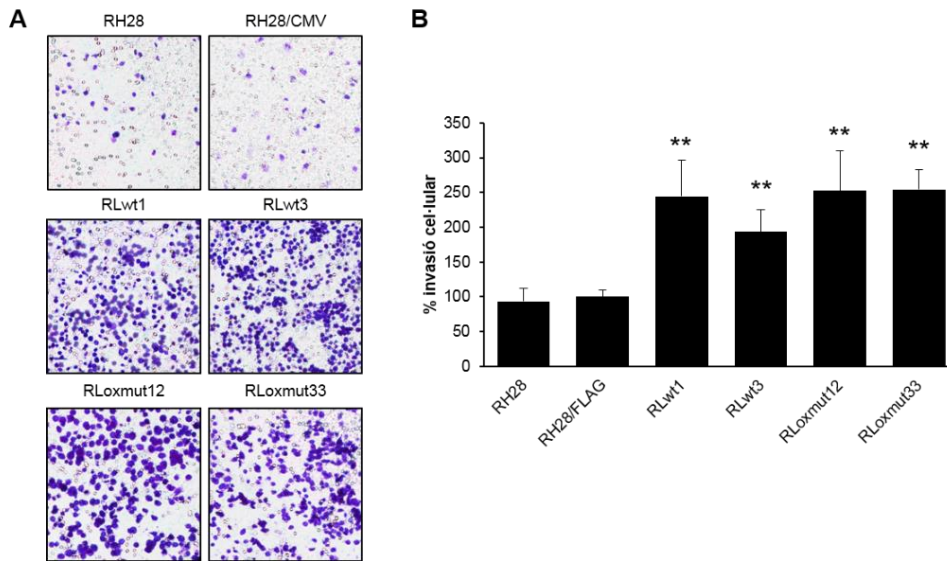 A
RH28
RH28/CMV
RLwt1
RLwt3
RLoxmut12
RLoxmut33
B
% invasió cel·lular
350
300
250
200
150
100
50
0
**
**
**
**
RH28
RH28/FLAG
RLwt1
RLwt3
RLoxmut12
RLoxmut33